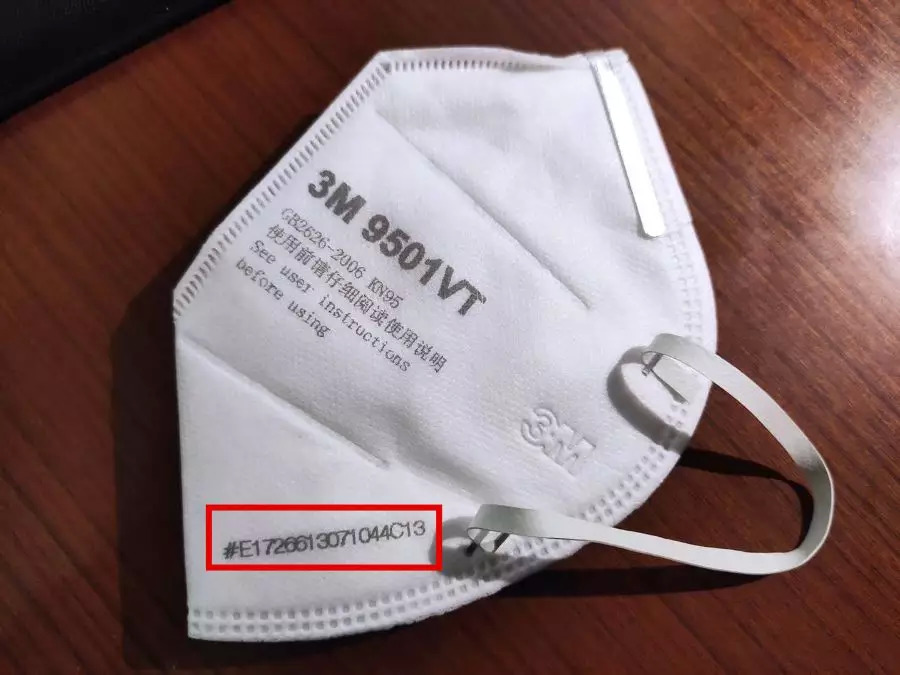 3M 9501VT
GB2626-2006 KN95
使用前请仔细阅读使用说明
See user instructions
before using
3M
#E1726613071044C13